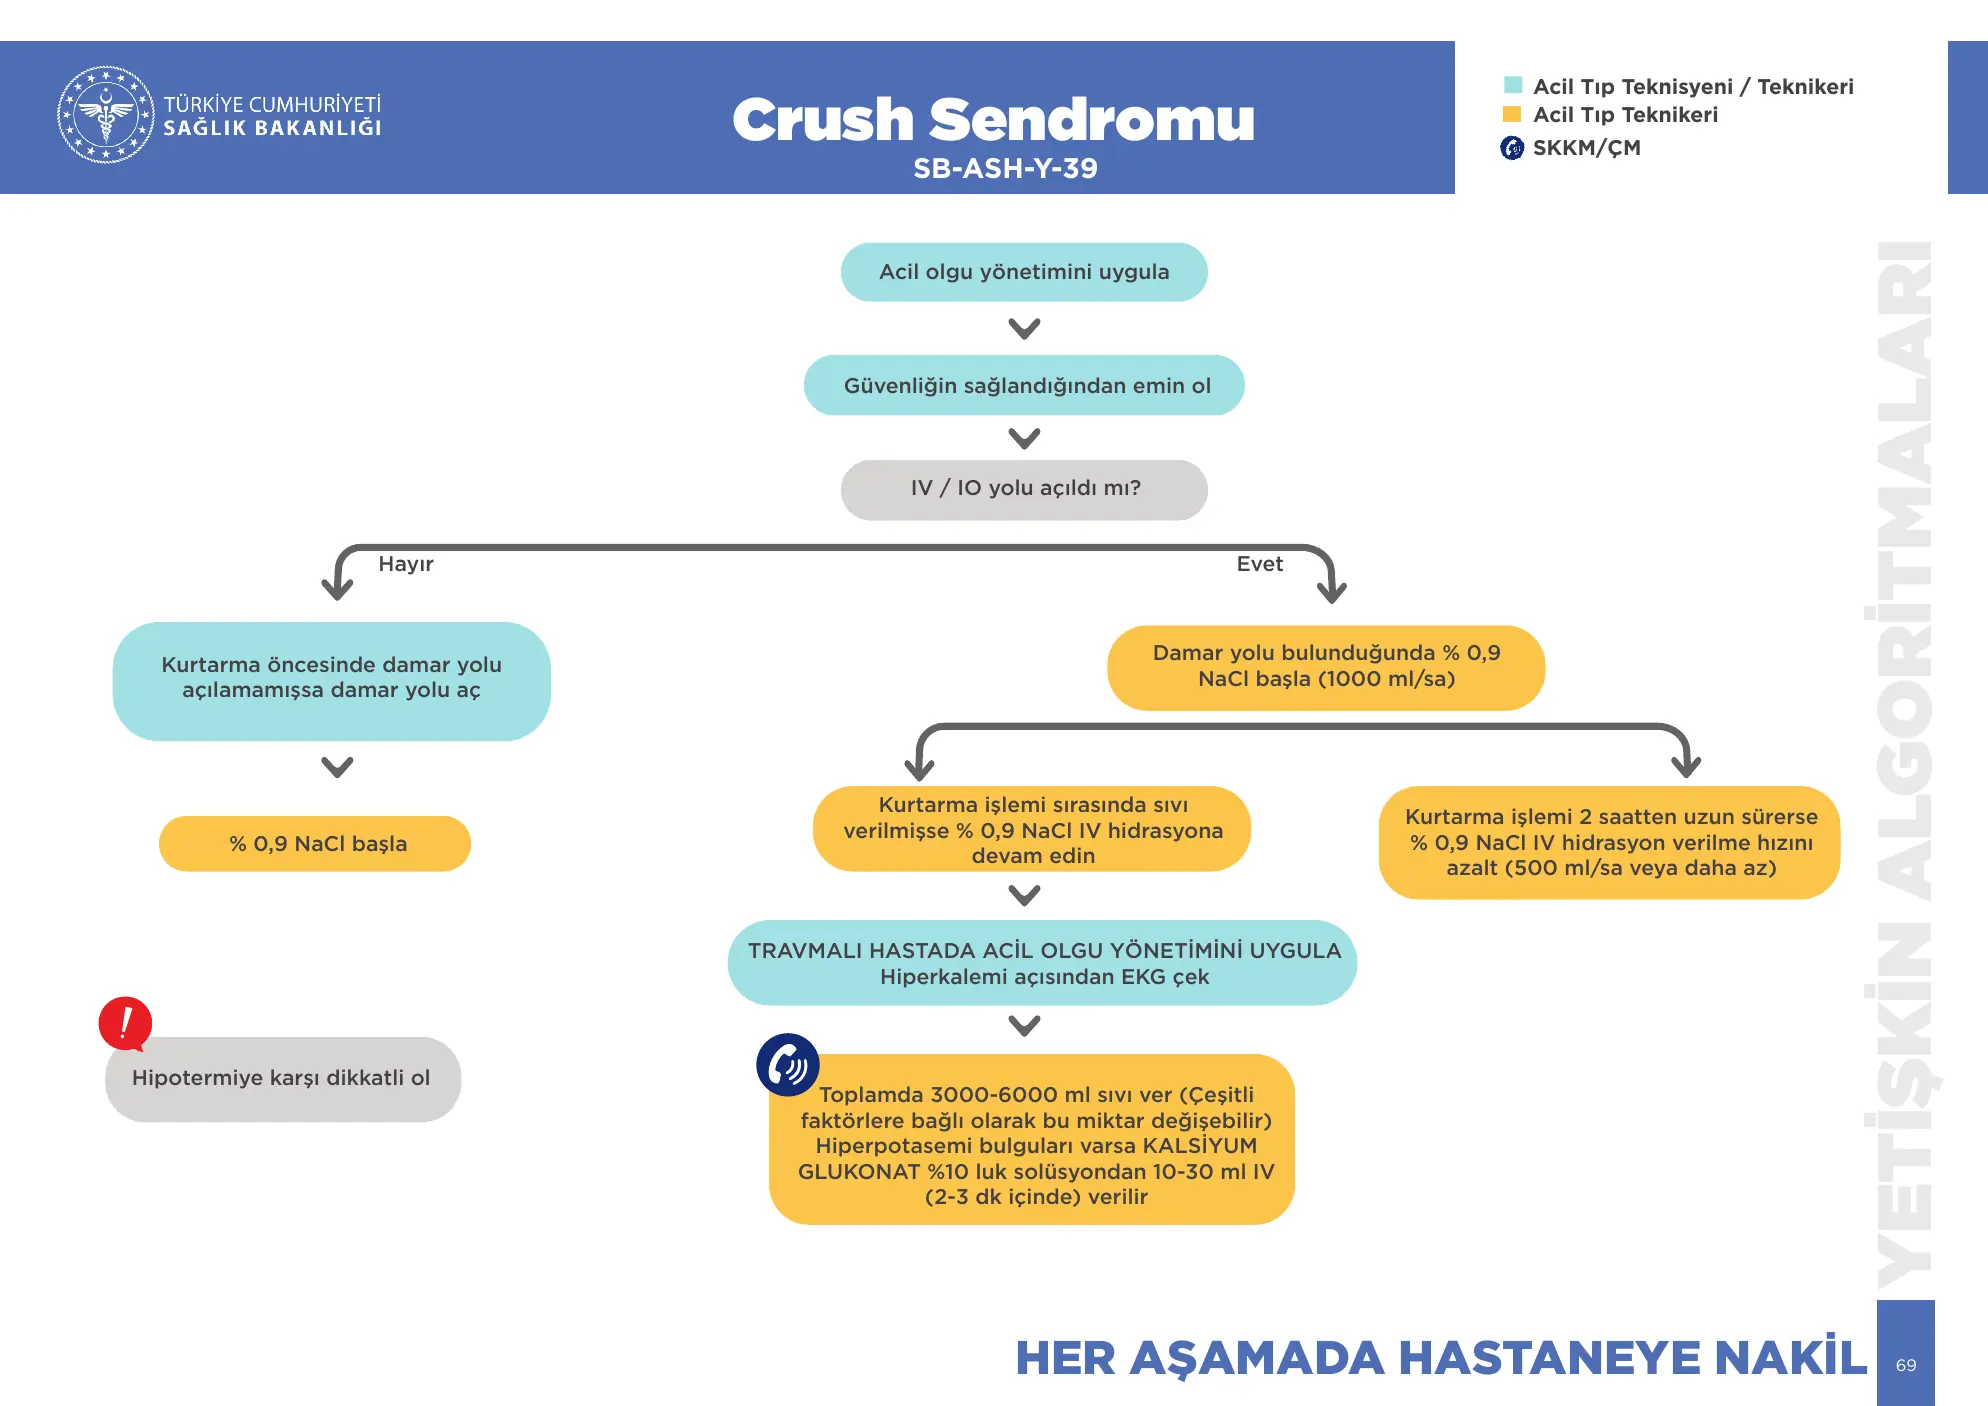 TÜRKİYE CUMHURİYETİ
SAĞLIK BAKANLIĞI
Crush Sendromu
SB-ASH-Y-39
Acil Tıp Teknisyeni / Teknikeri
Acil Tıp Teknikeri
SKKM/ÇM
Acil olgu yönetimini uygula
Güvenliğin sağlandığından emin ol
IV / IO yolu açıldı mı?
Hayır
Evet
Kurtarma öncesinde damar yolu
açılamamışsa damar yolu aç
% 0,9 NaCl başla
Damar yolu bulunduğunda % 0,9
NaCl başla (1000 ml/sa)
Kurtarma işlemi sırasında sıvı
verilmişse % 0,9 NaCl IV hidrasyona
devam edin
Kurtarma işlemi 2 saatten uzun sürerse
% 0,9 NaCl IV hidrasyon verilme hızını
azalt (500 ml/sa veya daha az)
TRAVMALI HASTADA ACİL OLGU YÖNETİMİNİ UYGULA
Hiperkalemi açısından EKG çek
Toplamda 3000-6000 ml sıvı ver (Çeşitli
faktörlere bağlı olarak bu miktar değişebilir)
Hiperpotasemi bulguları varsa KALSİYUM
GLUKONAT %10 luk solüsyondan 10-30 ml IV
(2-3 dk içinde) verilir
!
Hipotermiye karşı dikkatli ol
YETİŞKİN ALGORİTMALARI
HER AŞAMADA HASTANEYE NAKİL
69